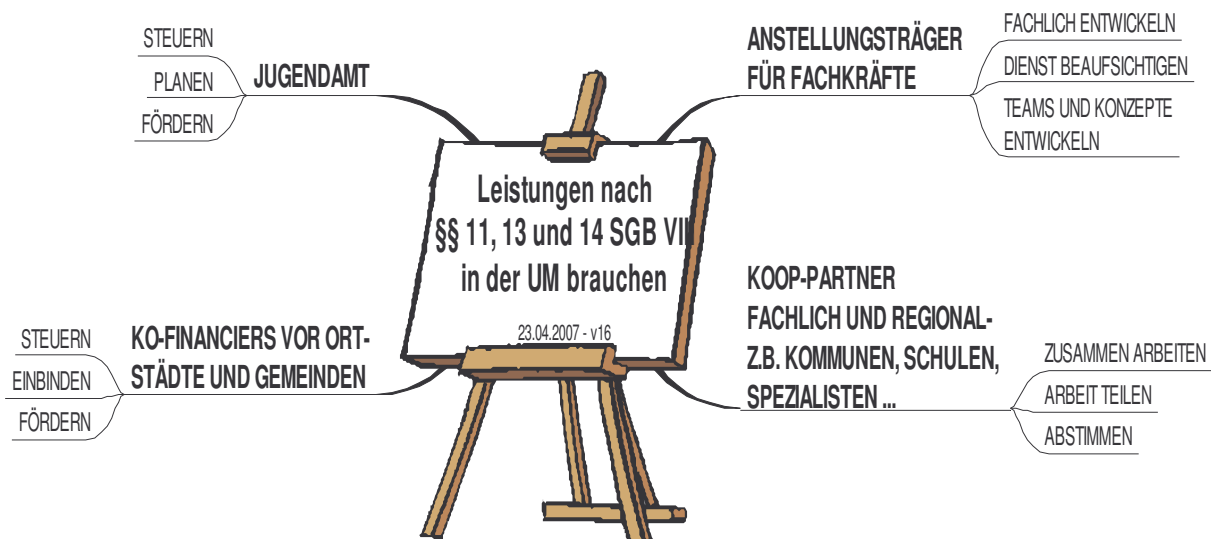 Leistungen nach
§§ 11, 13 und 14 SGB VIII
in der UM brauchen
23.04.2007 - v16
JUGENDAMT
STEUERN
PLANEN
FÖRDERN
KO-FINANCIERS VOR ORT-
STÄDTE UND GEMEINDEN
STEUERN
EINBINDEN
FÖRDERN
ANSTELLUNGSTRÄGER
FÜR FACHKRÄFTE
FACHLICH ENTWICKELN
DIENST BEAUFSICHTIGEN
TEAMS UND KONZEPTE
ENTWICKELN
KOOP-PARTNER
FACHLICH UND REGIONAL-
Z.B. KOMMUNEN, SCHULEN,
SPEZIALISTEN ...
ZUSAMMEN ARBEITEN
ARBEIT TEILEN
ABSTIMMEN